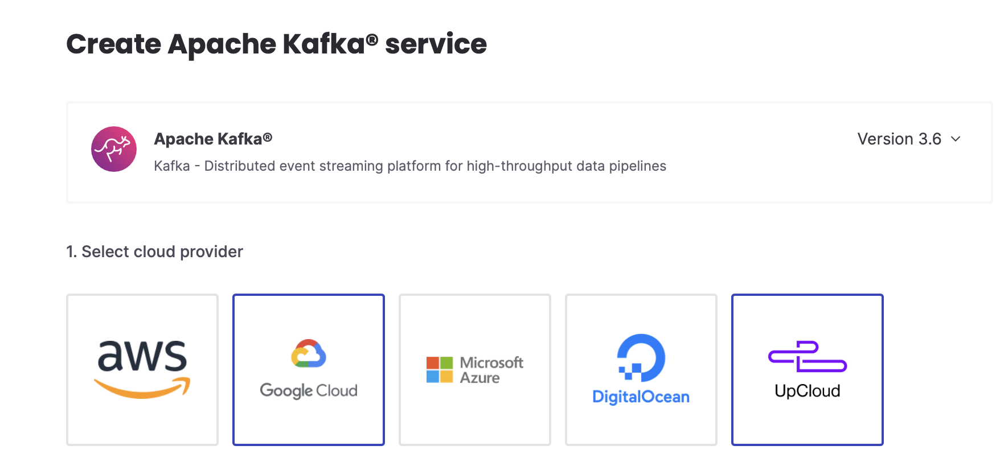 Create Apache Kafka® service
Apache Kafka®
Version 3.6
Kafka - Distributed event streaming platform for high-throughput data pipelines
1. Select cloud provider
aws
Google Cloud
Microsoft
Azure
DigitalOcean
UpCloud